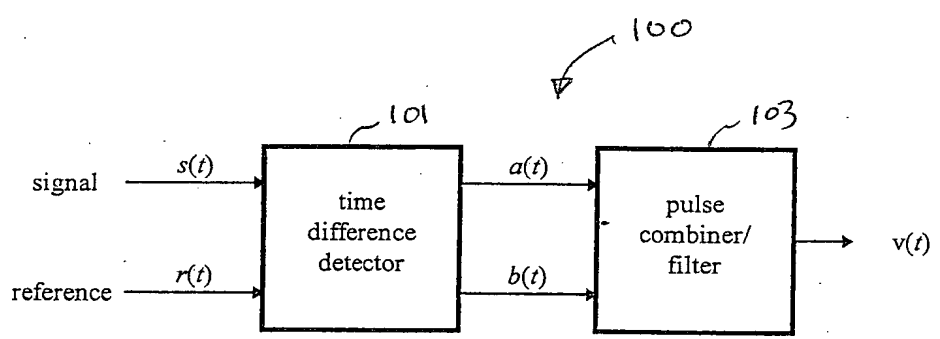 100
101
103
signal
s(t)
time
difference
detector
a(t)
pulse
combiner/
filter
v(t)
reference
r(t)
b(t)